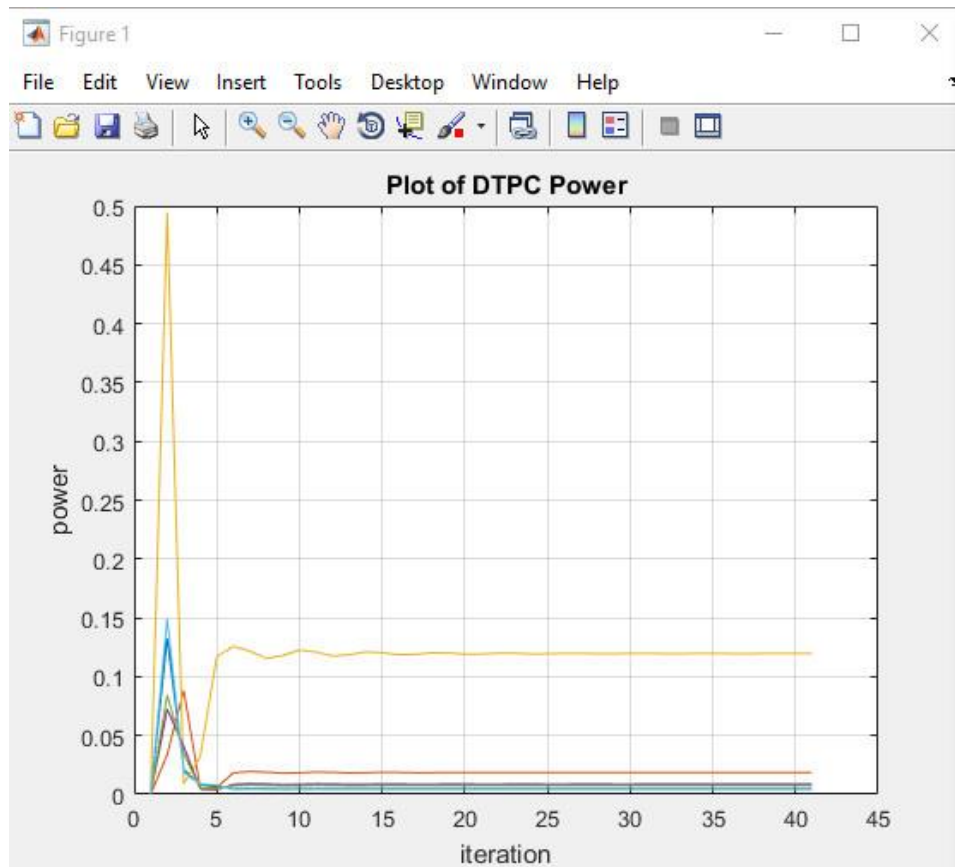 Figure 1
File Edit View Insert Tools Desktop Window Help
Plot of DTPC Power
0.5
0.45
0.4
0.35
0.3
0.25
0.2
0.15
0.1
0.05
0
power
0 5 10 15 20 25 30 35 40 45
iteration